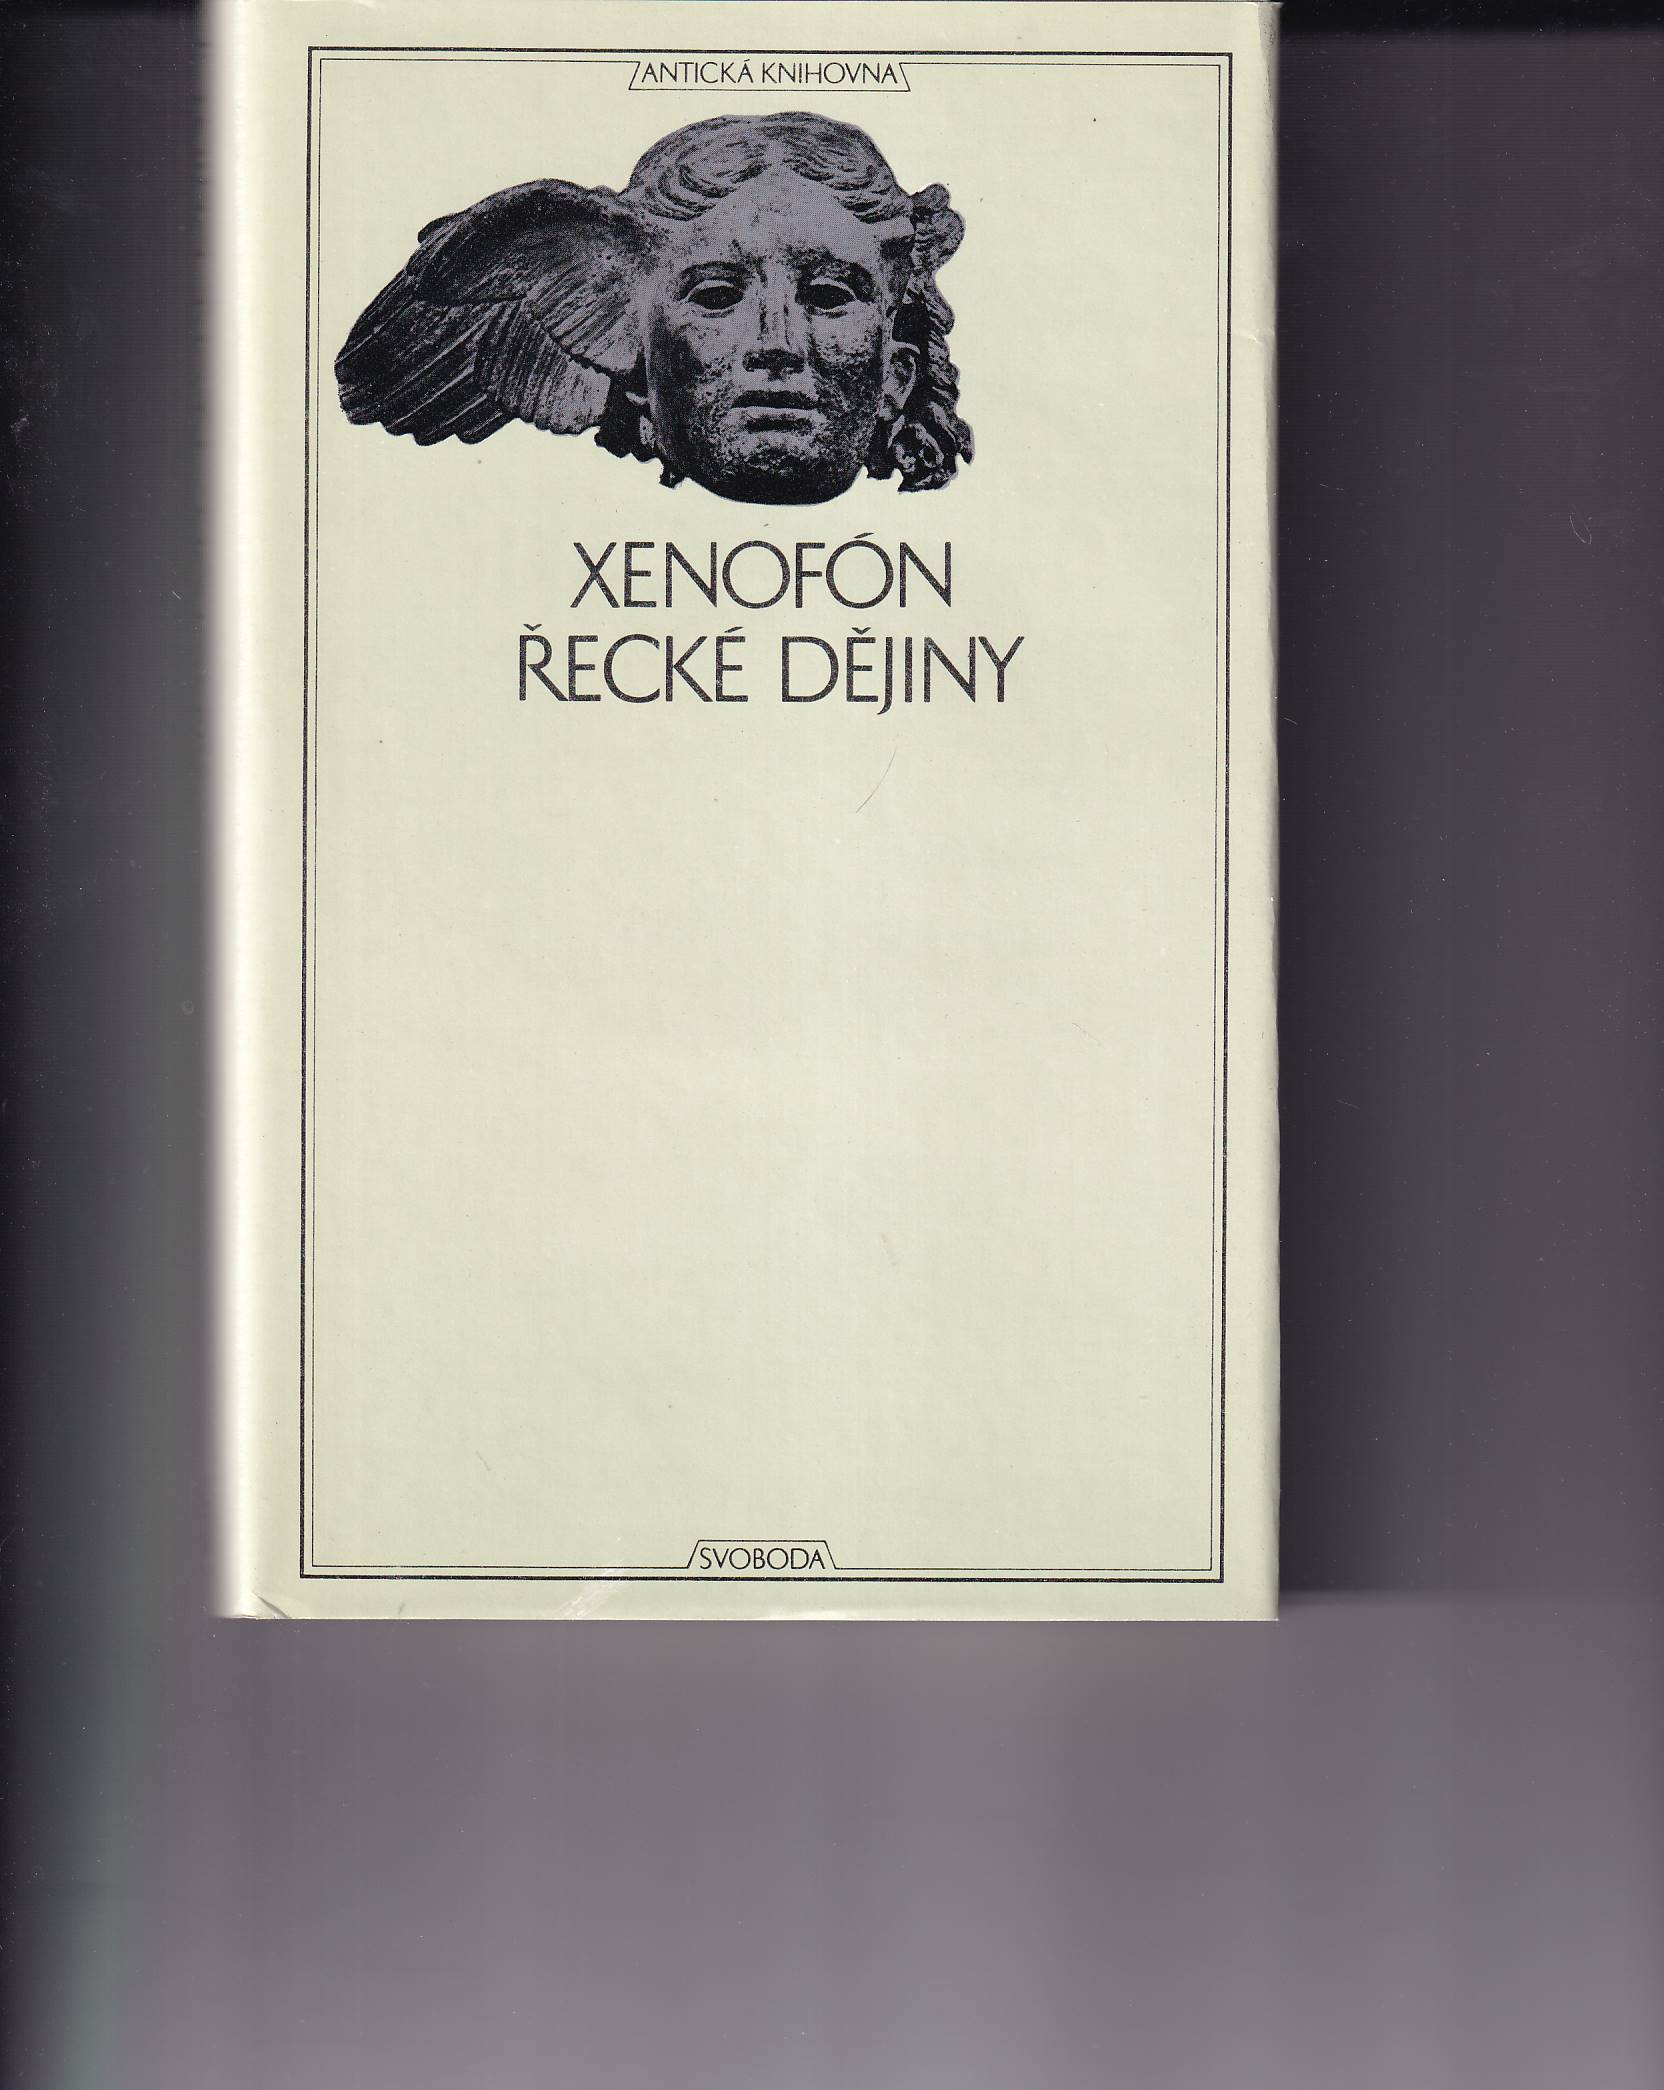 ANTICKÁ KNIHOVNA
XENOFÓN
ŘECKÉ DĚJINY
SVOBODA